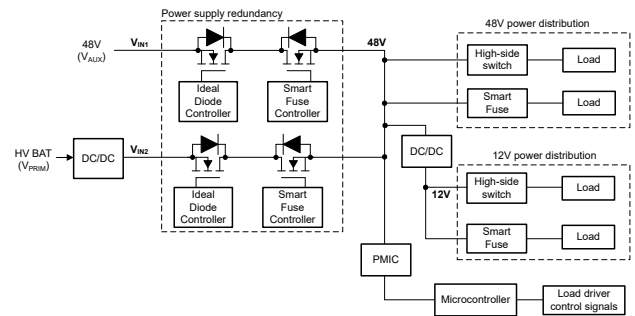 Power supply redundancy
48V
(VAUX)
VIN1
Ideal
Diode
Controller
Smart
Fuse
Controller
48V
HV BAT
(VPRIM)
DC/DC
VIN2
Ideal
Diode
Controller
Smart
Fuse
Controller
48V power distribution
High-side
switch
Load
Smart
Fuse
Load
DC/DC
12V
12V power distribution
High-side
switch
Load
Smart
Fuse
Load
PMIC
Microcontroller
Load driver
control signals